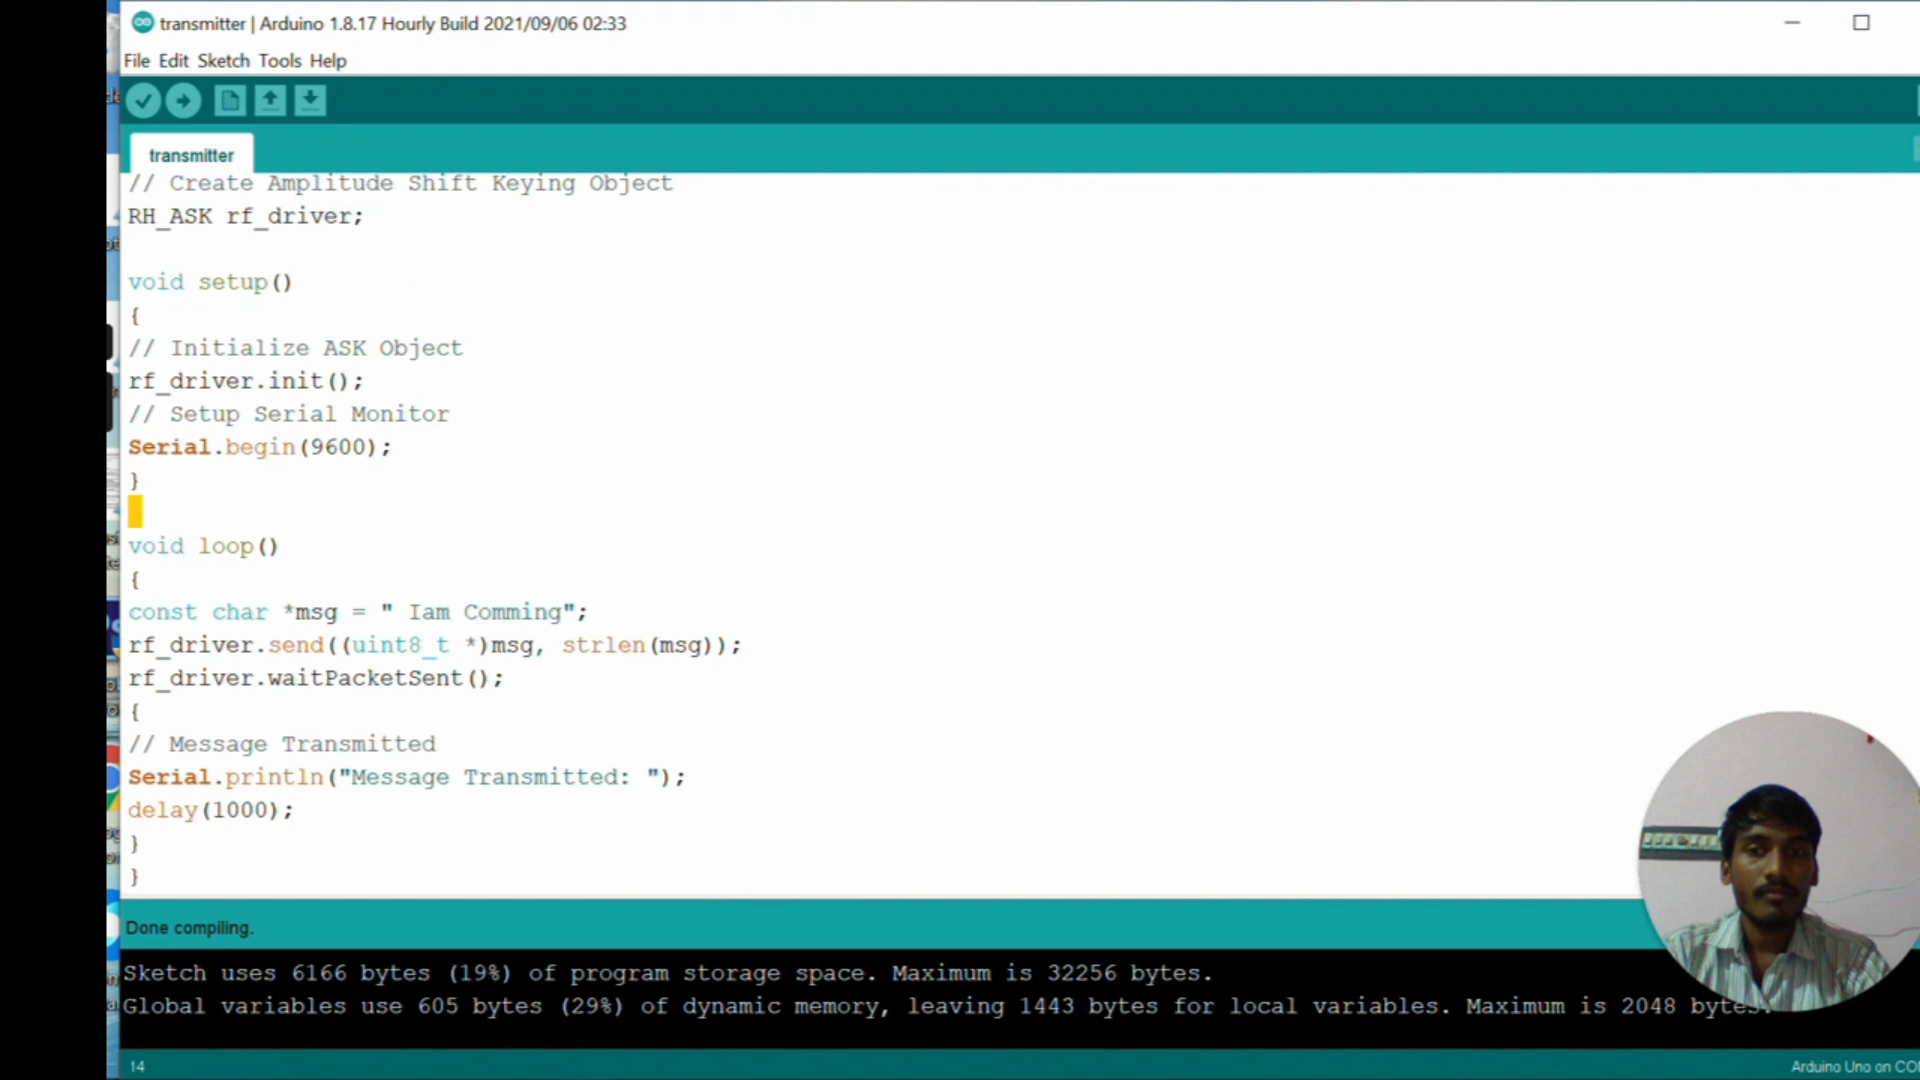 transmitter | Arduino 1.8.17 Hourly Build 2021/09/06 02:33
File Edit Sketch Tools Help
transmitter
// Create Amplitude Shift Keying Object
RH_ASK rf_driver;
void setup()
{
// Initialize ASK Object
rf_driver.init();
// Setup Serial Monitor
Serial.begin(9600);
}
void loop()
{
const char *msg = " Iam Comming";
rf_driver.send((uint8_t *)msg, strlen(msg));
rf_driver.waitPacketSent();
{
// Message Transmitted
Serial.println("Message Transmitted: ");
delay(1000);
}
}
Done compiling.
Sketch uses 6166 bytes (19%) of program storage space. Maximum is 32256 bytes.
Global variables use 605 bytes (29%) of dynamic memory, leaving 1443 bytes for local variables. Maximum is 2048 bytes.
14
Arduino Uno on CO